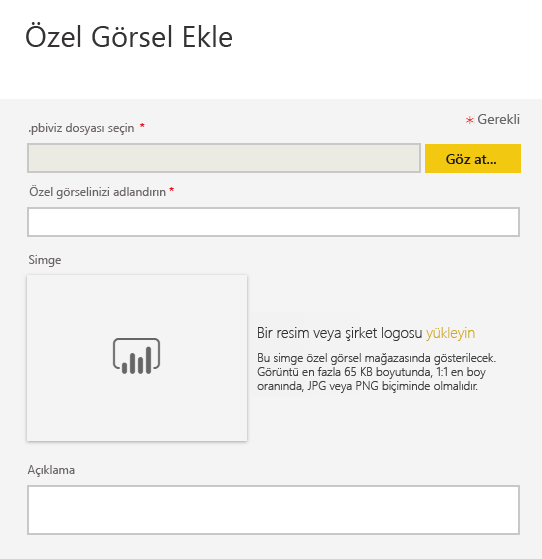 Özel Görsel Ekle
* Gerekli
.pbiviz dosyası seçin *
Göz at...
Özel görselinizi adlandırın *
Simge
Bir resim veya şirket logosu yükleyin
Bu simge özel görsel mağazasında gösterilecek.
Görüntü en fazla 65 KB boyutunda, 1:1 en boy
oranında, JPG veya PNG biçiminde olmalıdır.
Açıklama